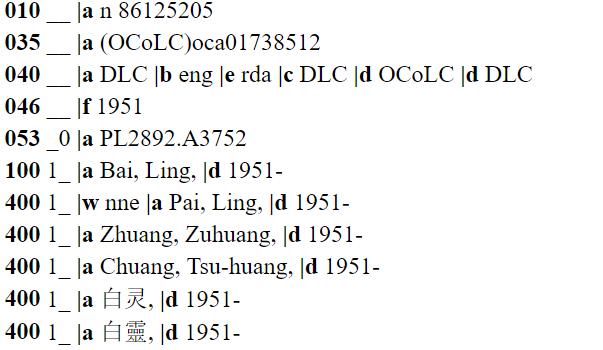 010 __ |a n 86125205
035 __ |a (OCoLC)oca01738512
040 __ |a DLC |b eng |e rda |c DLC |d OCoLC |d DLC
046 __ |f 1951
053 _0 |a PL2892.A3752
100 1_ |a Bai, Ling, |d 1951-
400 1_ |w nne |a Pai, Ling, |d 1951-
400 1_ |a Zhuang, Zuhuang, |d 1951-
400 1_ |a Chuang, Tsu-huang, |d 1951-
400 1_ |a 白灵, |d 1951-
400 1_ |a 白靈, |d 1951-